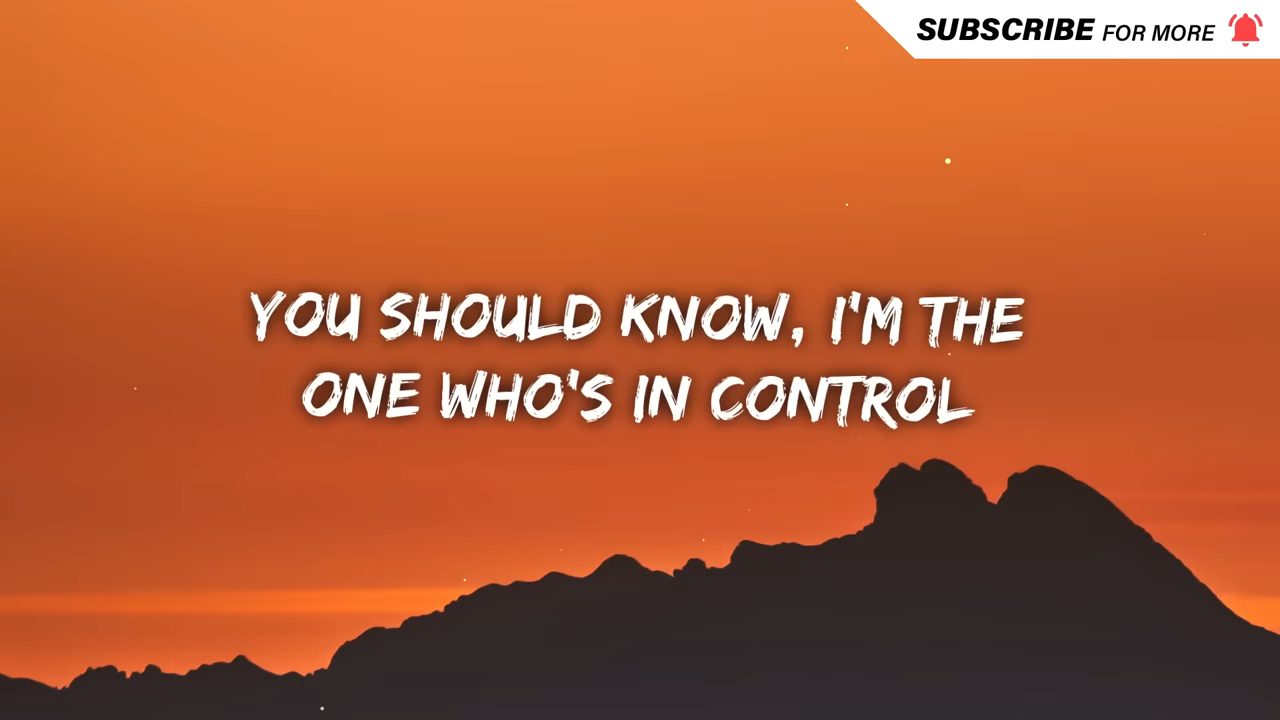 SUBSCRIBE FOR MORE
YOU SHOULD KNOW, I'M THE
ONE WHO'S IN CONTROL